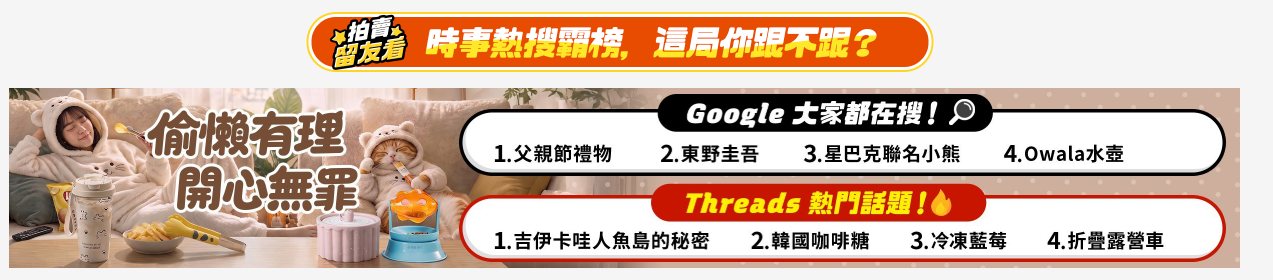 拍賣
留友看
時事熱搜霸榜，這局你跟不跟？
偷懶有理
開心無罪
Google 大家都在搜！
1.父親節禮物 2.東野圭吾 3.星巴克聯名小熊 4.Owala水壺
Threads 熱門話題！
1.吉伊卡哇人魚島的秘密 2.韓國咖啡糖 3.冷凍藍莓 4.折疊露營車